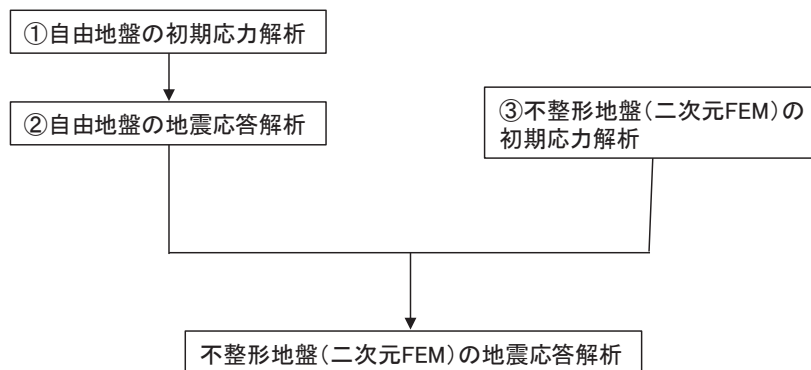 ①自由地盤の初期応力解析
②自由地盤の地震応答解析
③不整形地盤(二次元FEM)の
初期応力解析
不整形地盤(二次元FEM)の地震応答解析